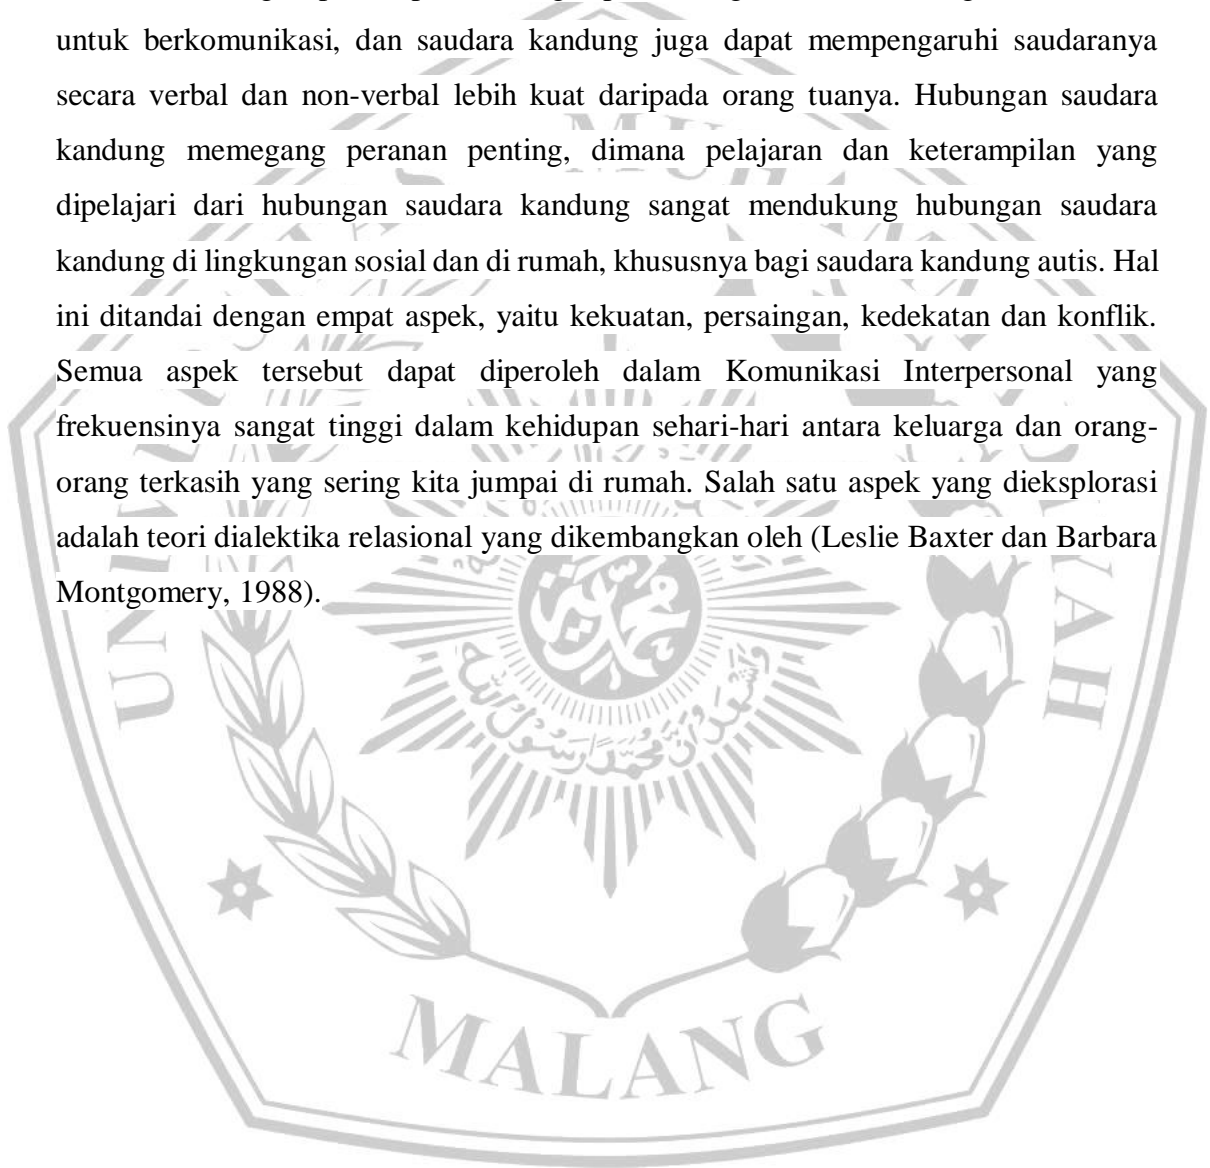 untuk berkomunikasi, dan saudara kandung juga dapat mempengaruhi saudaranya
secara verbal dan non-verbal lebih kuat daripada orang tuanya. Hubungan saudara
kandung memegang peranan penting, dimana pelajaran dan keterampilan yang
dipelajari dari hubungan saudara kandung sangat mendukung hubungan saudara
kandung di lingkungan sosial dan di rumah, khususnya bagi saudara kandung autis. Hal
ini ditandai dengan empat aspek, yaitu kekuatan, persaingan, kedekatan dan konflik.
Semua aspek tersebut dapat diperoleh dalam Komunikasi Interpersonal yang
frekuensinya sangat tinggi dalam kehidupan sehari-hari antara keluarga dan orang-
orang terkasih yang sering kita jumpai di rumah. Salah satu aspek yang dieksplorasi
adalah teori dialektika relasional yang dikembangkan oleh (Leslie Baxter dan Barbara
Montgomery, 1988).
MALANG